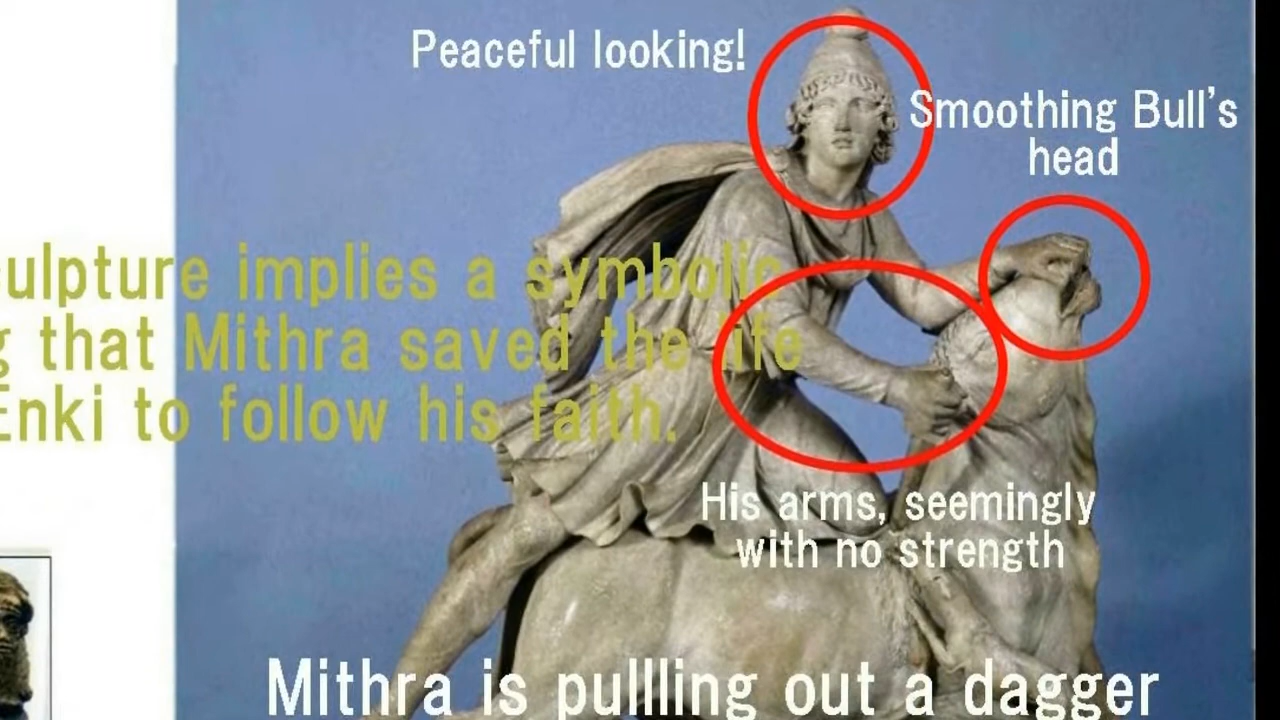 Peaceful looking!
Smoothing Bull's
head
ulpture implies a symbolic
g that Mithra saved the life
Enki to follow his faith.
His arms, seemingly
with no strength
Mithra is pullling out a dagger